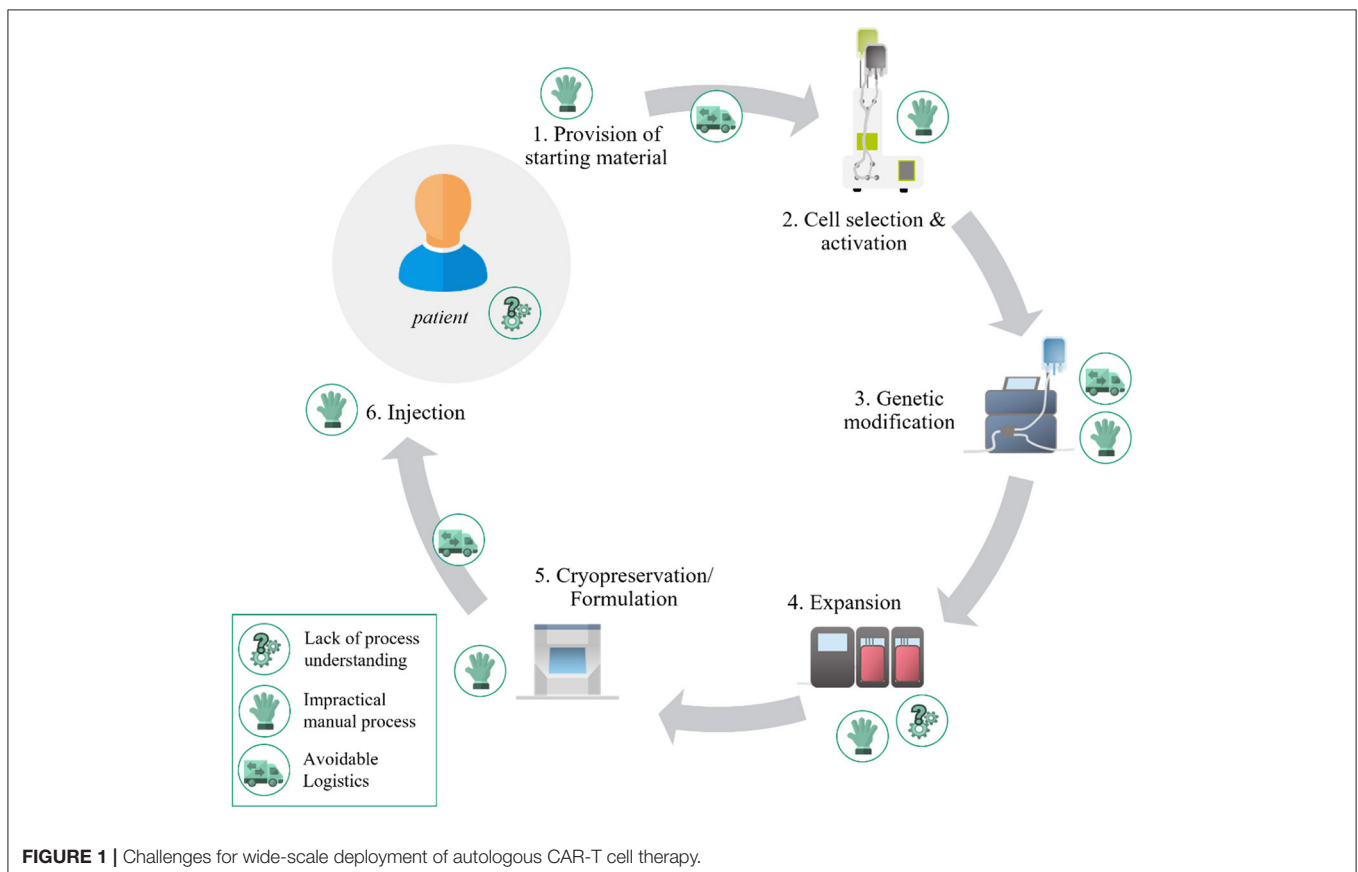 1. Provision of
starting material
2. Cell selection &
activation
patient
3. Genetic
modification
6. Injection
5. Cryopreservation/
Formulation
4. Expansion
?
Lack of process
understanding
Impractical
manual process
Avoidable
Logistics
?
?
FIGURE 1 | Challenges for wide-scale deployment of autologous CAR-T cell therapy.